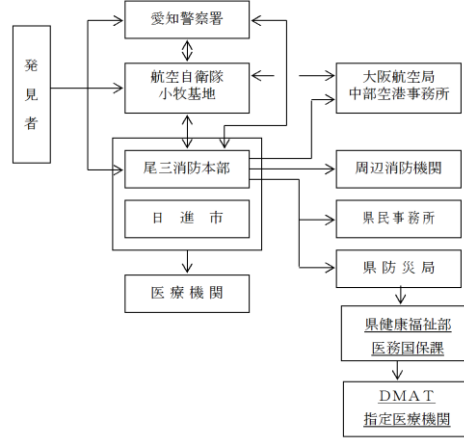 愛知警察署
発見者
航空自衛隊
小牧基地
大阪航空局
中部空港事務所
尾三消防本部
周辺消防機関
日進市
県民事務所
県防災局
医療機関
県健康福祉部
医務国保課
DMAT
指定医療機関